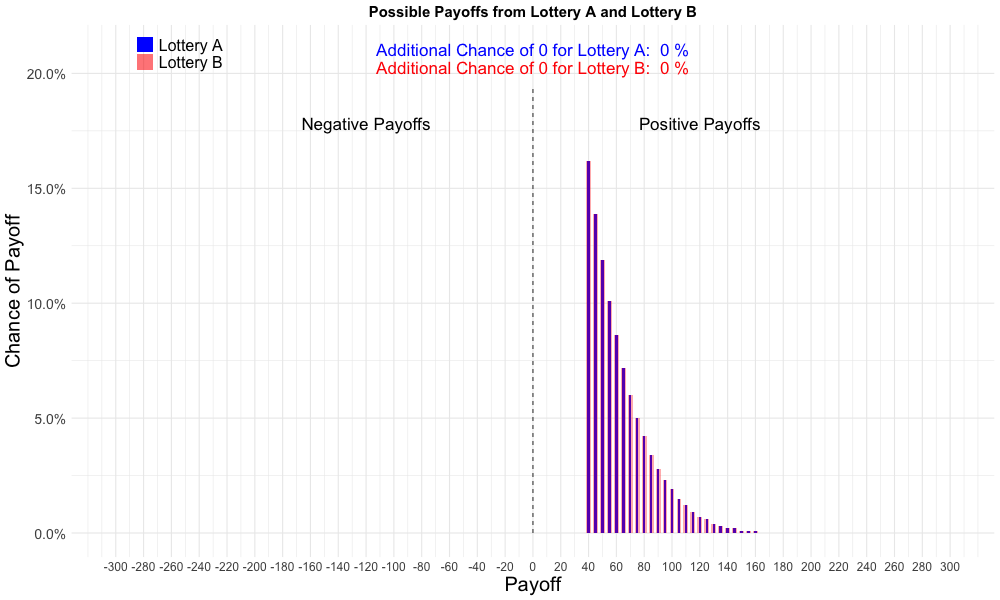 Possible Payoffs from Lottery A and Lottery B
Lottery A
Lottery B
Additional Chance of 0 for Lottery A:  0 %
Additional Chance of 0 for Lottery B:  0 %
Negative Payoffs
Positive Payoffs
Chance of Payoff
20.0%
15.0%
10.0%
5.0%
0.0%
-300 -280 -260 -240 -220 -200 -180 -160 -140 -120 -100 -80 -60 -40 -20 0 20 40 60 80 100 120 140 160 180 200 220 240 260 280 300
Payoff